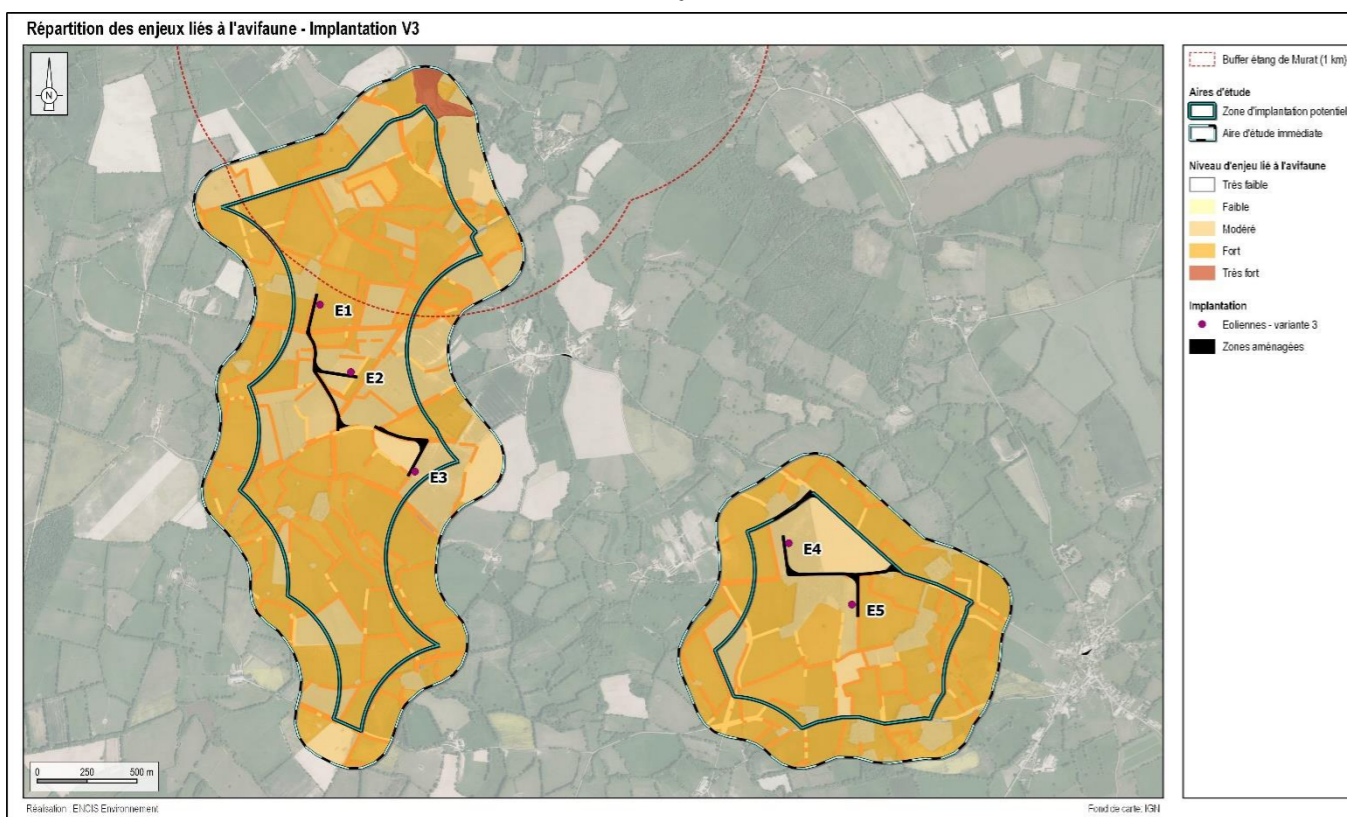 Répartition des enjeux liés à l'avifaune - Implantation V3
N
E1
E2
E3
E4
E5
0 250 500 m
Réalisation : ENCIS Environnement
Fond de carte: IGN
Buffer étang de Murat (1 km)
Aires d'étude
Zone d'implantation potentiel
Aire d'étude immédiate
Niveau d'enjeu lié à l'avifaune
Très faible
Faible
Modéré
Fort
Très fort
Implantation
Eoliennes - variante 3
Zones aménagées